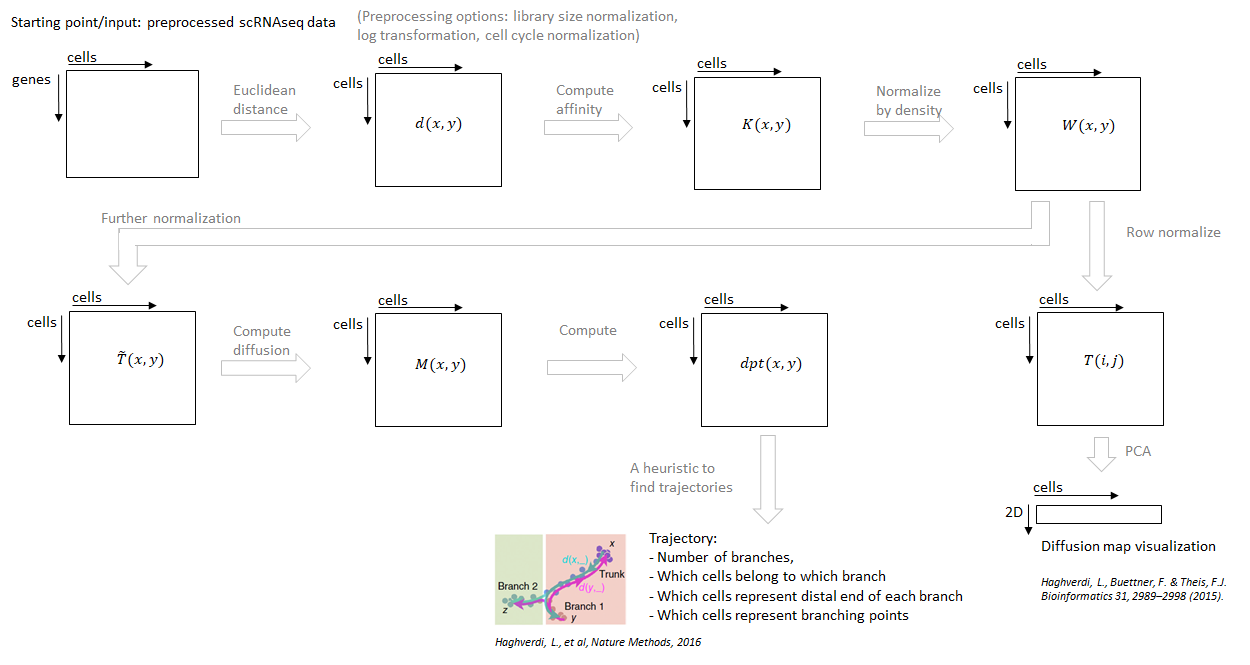 Starting point/input: preprocessed scRNAseq data
(Preprocessing options: library size normalization,
log transformation, cell cycle normalization)
cells
genes
Euclidean
distance
cells
cells
d(x, y)
Compute
affinity
cells
cells
K(x, y)
Normalize
by density
cells
cells
W(x, y)
Further normalization
Row normalize
cells
cells
T̃(x, y)
Compute
diffusion
cells
cells
M(x, y)
Compute
cells
cells
dpt(x, y)
cells
cells
T(i, j)
A heuristic to
find trajectories
PCA
cells
2D
Diffusion map visualization
Haghverdi, L., Buettner, F. & Theis, F.J.
Bioinformatics 31, 2989–2998 (2015).
x
d(x,_)
Trunk
d(y,_)
Branch 2
z
Branch 1
y
Trajectory:
- Number of branches,
- Which cells belong to which branch
- Which cells represent distal end of each branch
- Which cells represent branching points
Haghverdi, L., et al, Nature Methods, 2016